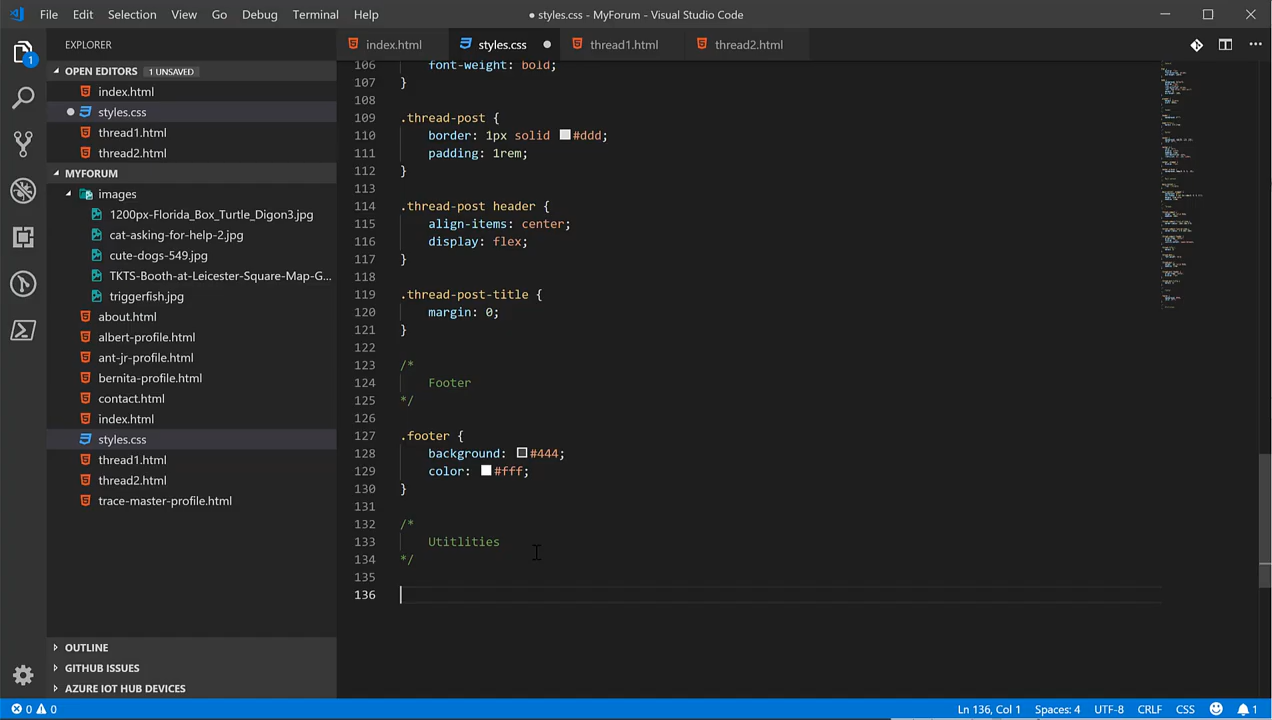 File Edit Selection View Go Debug Terminal Help
● styles.css - MyForum - Visual Studio Code
EXPLORER
index.html
styles.css
thread1.html
thread2.html
1
OPEN EDITORS 1 UNSAVED
index.html
styles.css
thread1.html
thread2.html
MYFORUM
images
1200px-Florida_Box_Turtle_Digon3.jpg
cat-asking-for-help-2.jpg
cute-dogs-549.jpg
TKTS-Booth-at-Leicester-Square-Map-G...
triggerfish.jpg
about.html
albert-profile.html
ant-jr-profile.html
bernita-profile.html
contact.html
index.html
styles.css
thread1.html
thread2.html
trace-master-profile.html
OUTLINE
GITHUB ISSUES
AZURE IOT HUB DEVICES
106 font-weight: bold;
107 }
108
109 .thread-post {
110 border: 1px solid #ddd;
111 padding: 1rem;
112 }
113
114 .thread-post header {
115 align-items: center;
116 display: flex;
117 }
118
119 .thread-post-title {
120 margin: 0;
121 }
122
123 /*
124 Footer
125 */
126
127 .footer {
128 background: #444;
129 color: #fff;
130 }
131
132 /*
133 Utitlities
134 */
135
136
0 0
Ln 136, Col 1 Spaces: 4 UTF-8 CRLF CSS 1